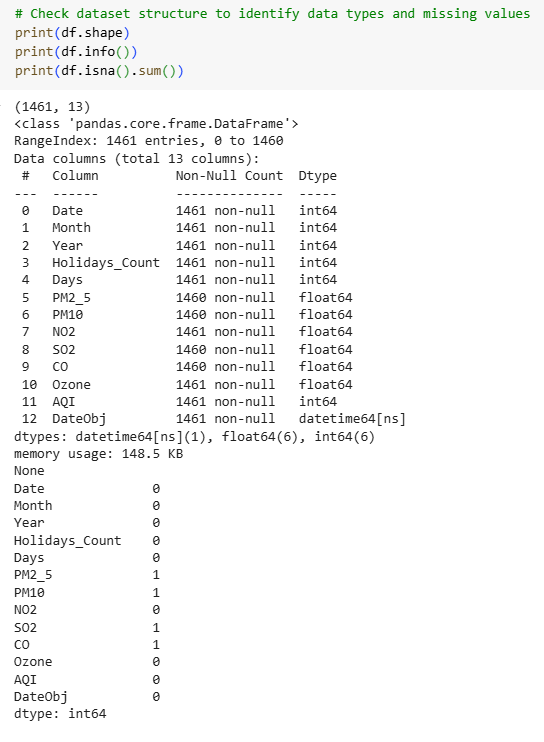 # Check dataset structure to identify data types and missing values
print(df.shape)
print(df.info())
print(df.isna().sum())
(1461, 13)
<class 'pandas.core.frame.DataFrame'>
RangeIndex: 1461 entries, 0 to 1460
Data columns (total 13 columns):
 #   Column          Non-Null Count  Dtype
---  ------          --------------  -----
 0   Date            1461 non-null   int64
 1   Month           1461 non-null   int64
 2   Year            1461 non-null   int64
 3   Holidays_Count  1461 non-null   int64
 4   Days            1461 non-null   int64
 5   PM2_5           1460 non-null   float64
 6   PM10            1460 non-null   float64
 7   NO2             1461 non-null   float64
 8   SO2             1460 non-null   float64
 9   CO              1460 non-null   float64
 10  Ozone           1461 non-null   float64
 11  AQI             1461 non-null   int64
 12  DateObj         1461 non-null   datetime64[ns]
dtypes: datetime64[ns](1), float64(6), int64(6)
memory usage: 148.5 KB
None
Date              0
Month             0
Year              0
Holidays_Count    0
Days              0
PM2_5             1
PM10              1
NO2               0
SO2               1
CO                1
Ozone             0
AQI               0
DateObj           0
dtype: int64